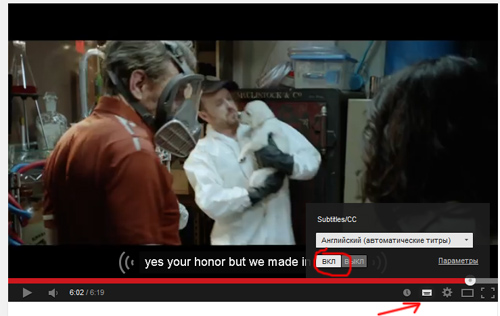 Subtitles/CC
Английский (автоматические титры)
ВКЛ ВЫКЛ Параметры
yes your honor but we made in
6:02 / 6:19